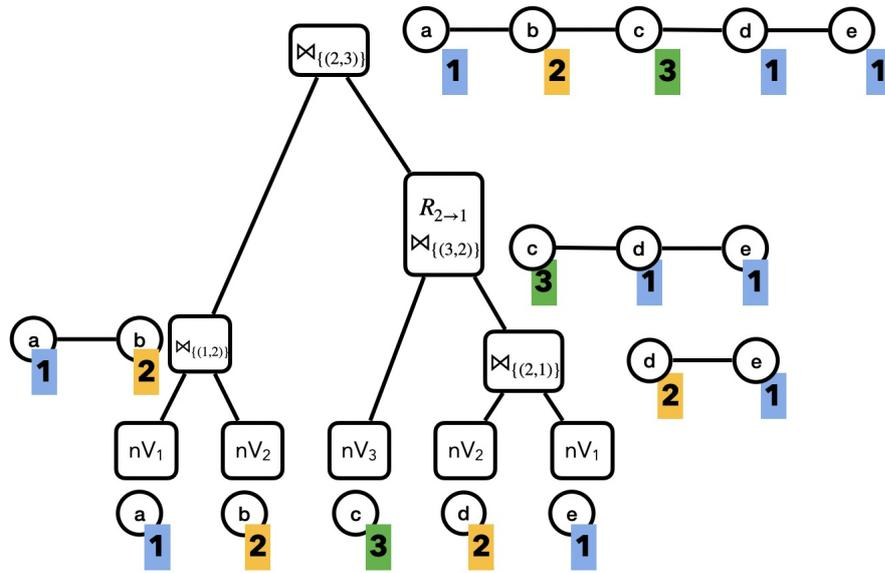 ⋈{(2,3)}
a b c d e
1 2 3 1 1
R2→1
⋈{(3,2)}
c d e
3 1 1
a b
1 2
⋈{(1,2)}
⋈{(2,1)}
d e
2 1
nV1 nV2 nV3 nV2 nV1
a b c d e
1 2 3 2 1